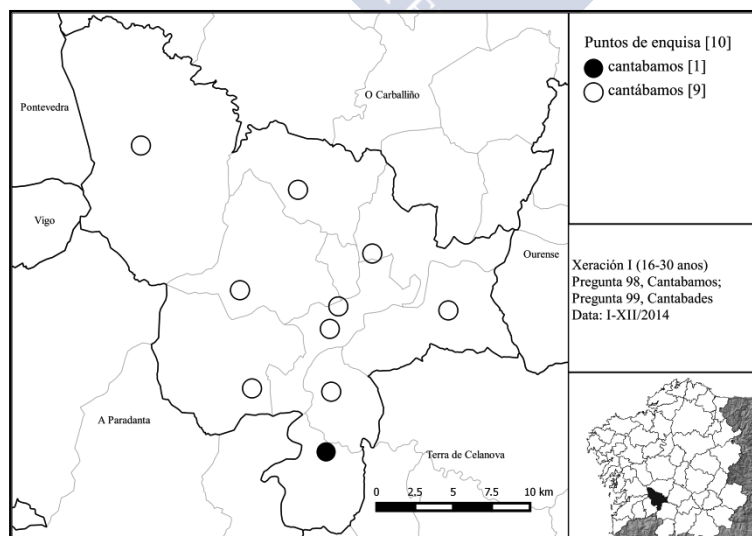 Pontevedra
O Carballiño
Vigo
Ourense
A Paradanta
Terra de Celanova
0 2,5 5 7,5 10 km
Puntos de enquisa [10]
cantabamos [1]
cantábamos [9]
Xeración I (16-30 anos)
Pregunta 98, Cantabamos;
Pregunta 99, Cantabades
Data: I-XII/2014